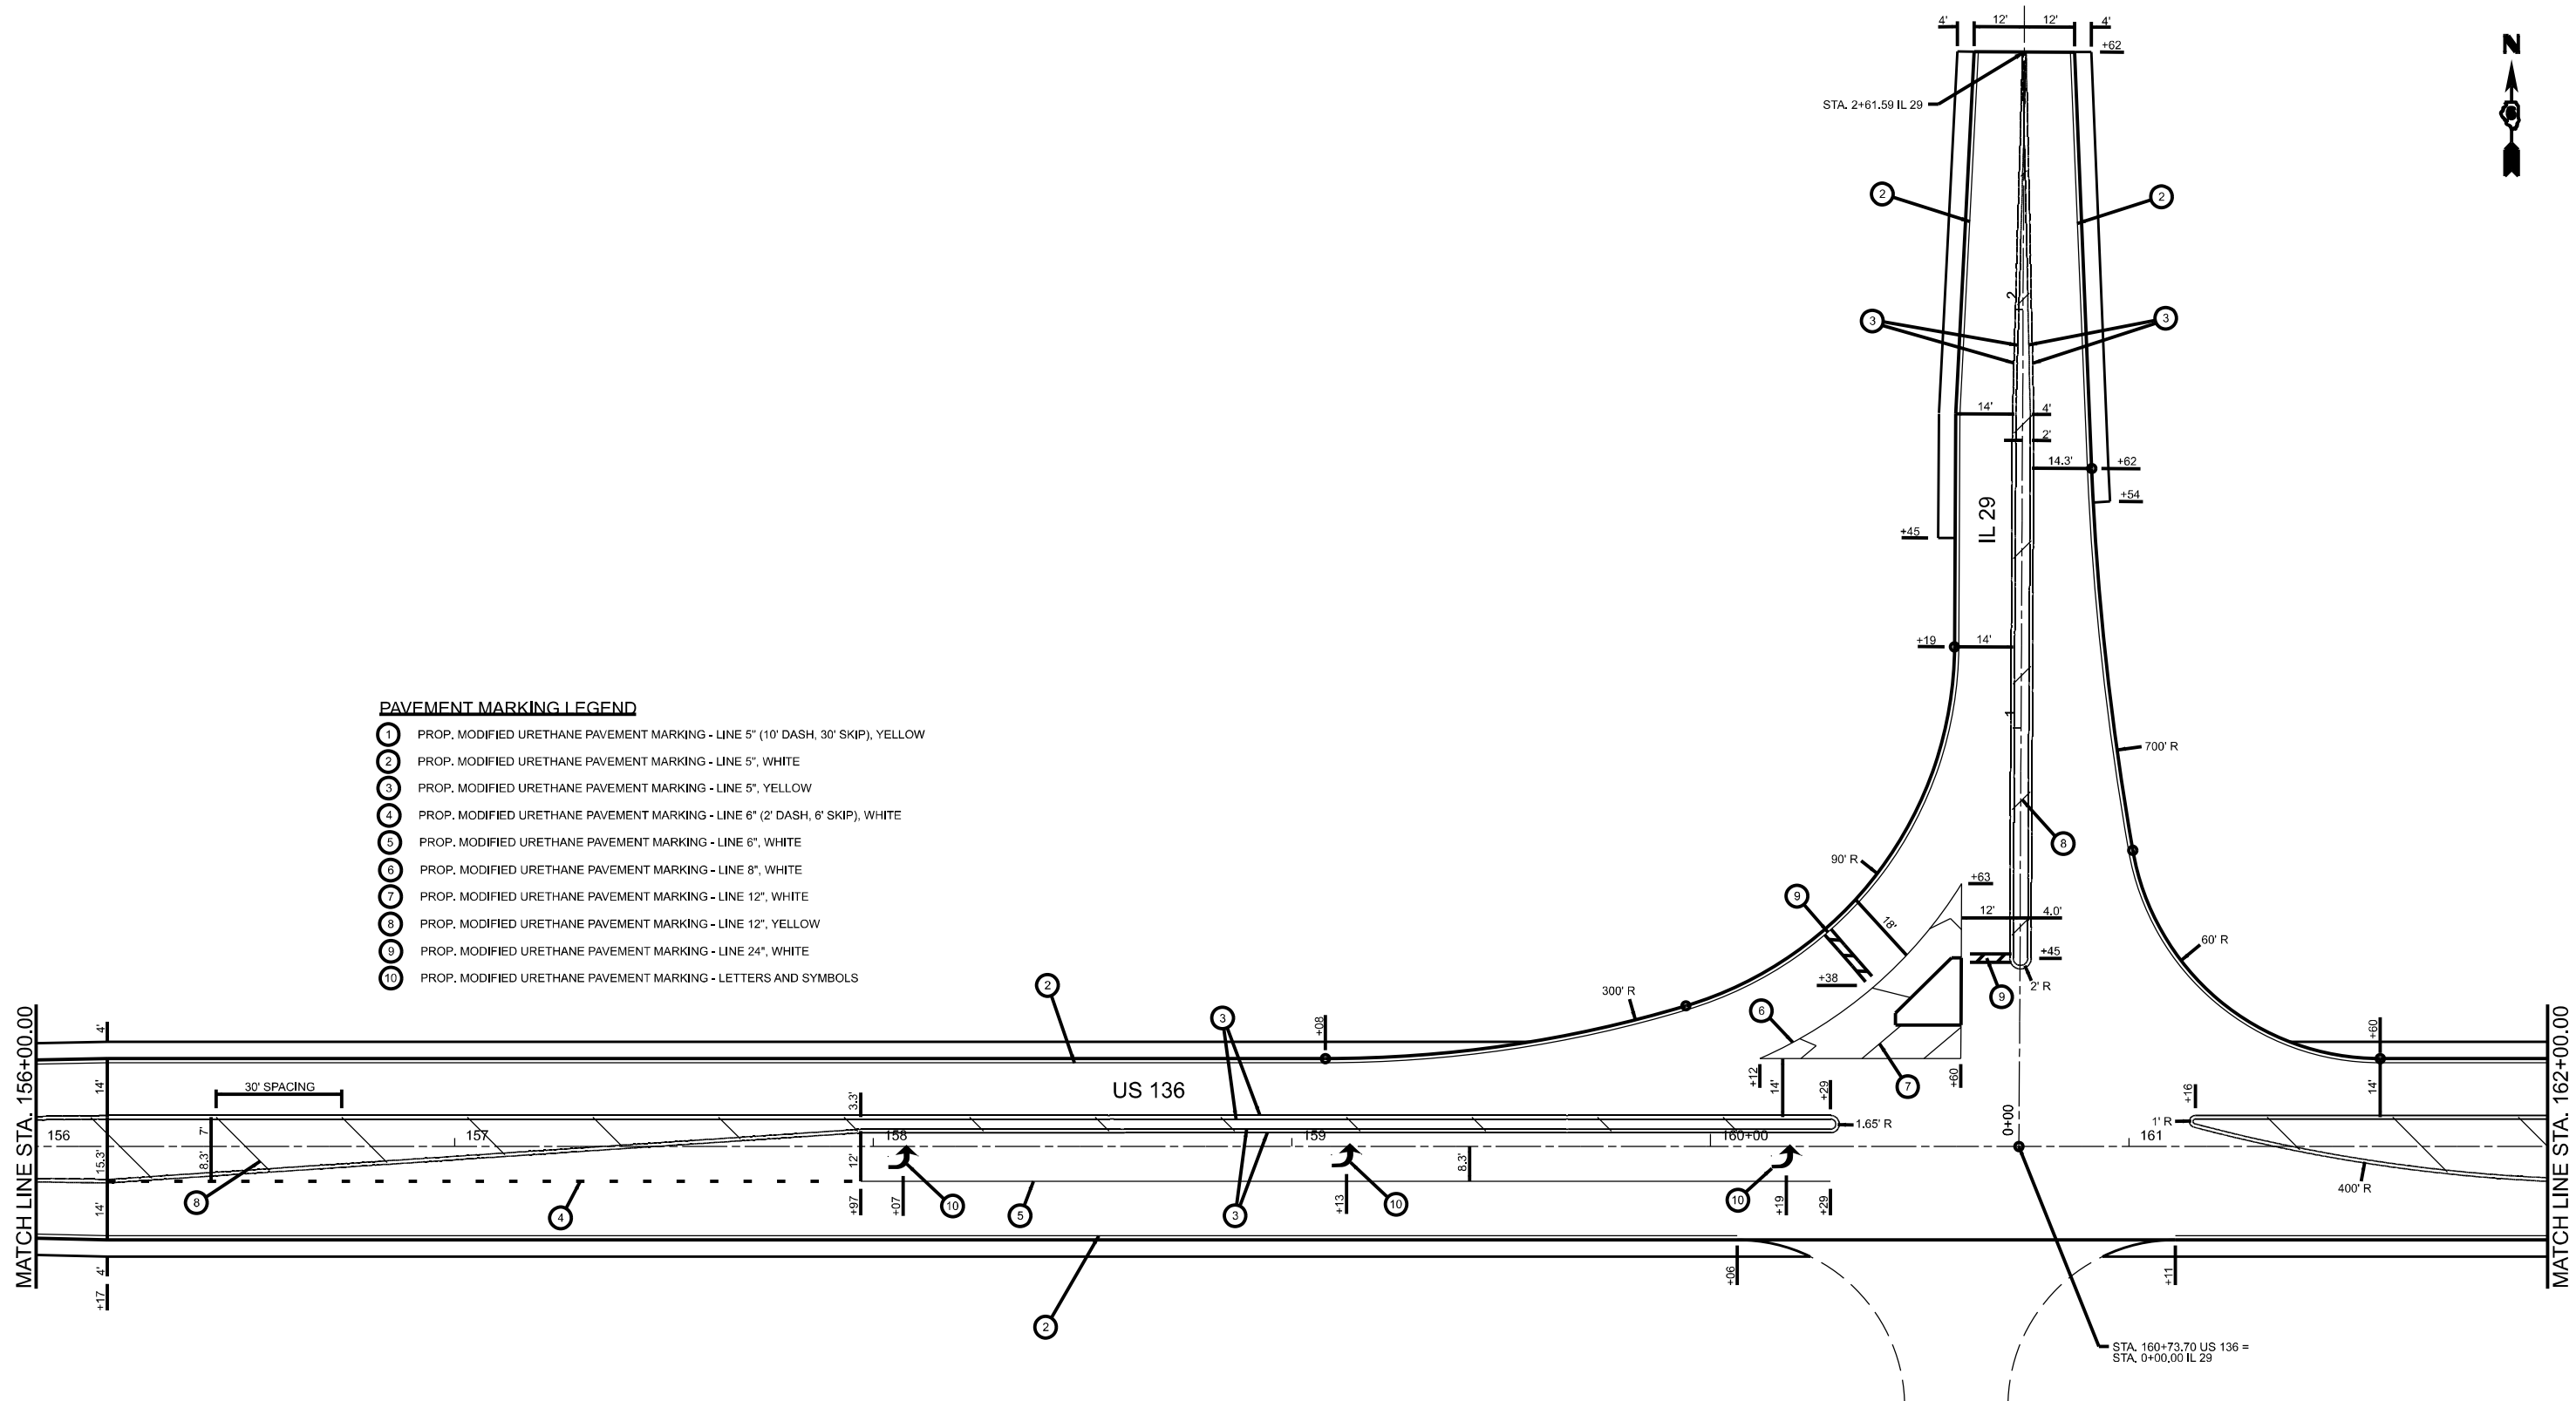 4'
12'
12'
4'
+62
N
STA. 2+61.59 IL 29
2
2
2
3
3
14'
4'
2'
14.3'
+62
+54
IL 29
+45
+19
14'
1
700' R
PAVEMENT MARKING LEGEND
1 PROP. MODIFIED URETHANE PAVEMENT MARKING - LINE 5" (10' DASH, 30' SKIP), YELLOW
2 PROP. MODIFIED URETHANE PAVEMENT MARKING - LINE 5", WHITE
3 PROP. MODIFIED URETHANE PAVEMENT MARKING - LINE 5", YELLOW
4 PROP. MODIFIED URETHANE PAVEMENT MARKING - LINE 6" (2' DASH, 6' SKIP), WHITE
5 PROP. MODIFIED URETHANE PAVEMENT MARKING - LINE 6", WHITE
6 PROP. MODIFIED URETHANE PAVEMENT MARKING - LINE 8", WHITE
7 PROP. MODIFIED URETHANE PAVEMENT MARKING - LINE 12", WHITE
8 PROP. MODIFIED URETHANE PAVEMENT MARKING - LINE 12", YELLOW
9 PROP. MODIFIED URETHANE PAVEMENT MARKING - LINE 24", WHITE
10 PROP. MODIFIED URETHANE PAVEMENT MARKING - LETTERS AND SYMBOLS
8
90' R
+63
9
18'
12'
4.0'
60' R
+45
+38
2' R
9
300' R
6
2
3
MATCH LINE STA. 156+00.00
4'
+08
+60
MATCH LINE STA. 162+00.00
14'
30' SPACING
3.3'
US 136
+12
14'
+29
7
+60
+16
14'
156
7'
157
158
159
160+00
1.65' R
0+00
1' R
161
15.3'
8.3'
12'
8.3'
400' R
14'
8
4
+97
+07
10
5
3
+13
10
10
+19
+29
4'
+17
2
+06
+11
STA. 160+73.70 US 136 =
STA. 0+00.00 IL 29